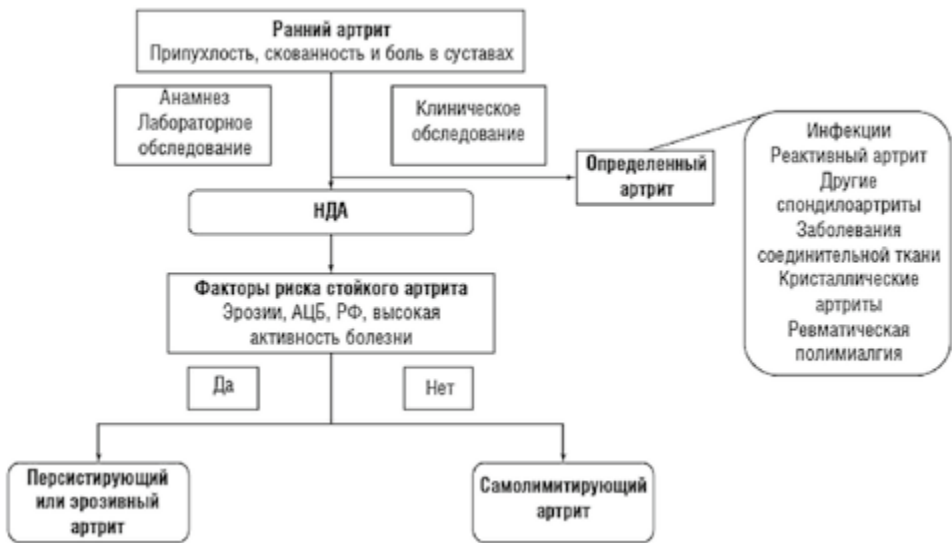 Ранний артрит
Припухлость, скованность и боль в суставах
Анамнез
Лабораторное
обследование
Клиническое
обследование
Определенный
артрит
Инфекции
Реактивный артрит
Другие
спондилоартриты
Заболевания
соединительной ткани
Кристаллические
артриты
Ревматическая
полимиалгия
НДА
Факторы риска стойкого артрита
Эрозии, АЦБ, РФ, высокая
активность болезни
Да
Нет
Персистирующий
или эрозивный
артрит
Самолимитирующий
артрит